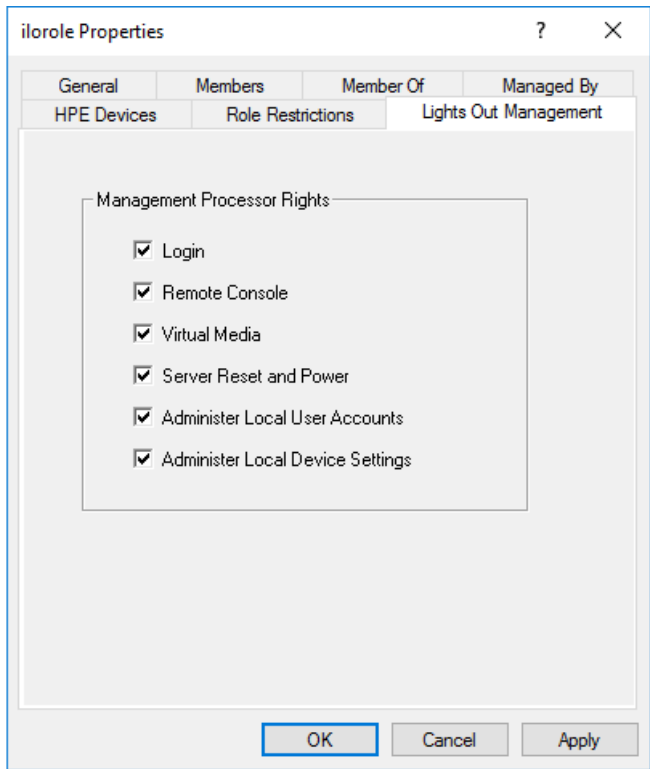 ilorole Properties
?
General
Members
Member Of
Managed By
HPE Devices
Role Restrictions
Lights Out Management
Management Processor Rights
Login
Remote Console
Virtual Media
Server Reset and Power
Administer Local User Accounts
Administer Local Device Settings
OK
Cancel
Apply